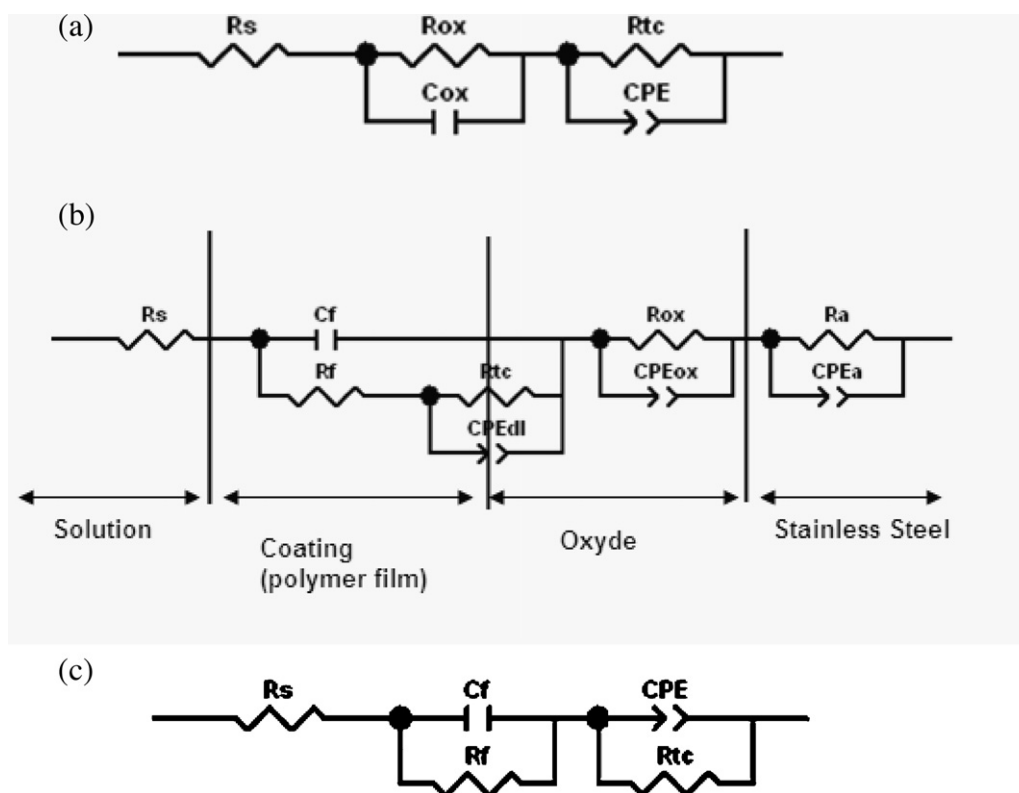 (a)
Rs Rox Rtc
Cox CPE
(b)
Rs Cf Rox Ra
Rf Rtc CPEox CPEa
CPEdl
Solution Coating Oxyde Stainless Steel
(polymer film)
(c)
Rs Cf CPE
Rf Rtc